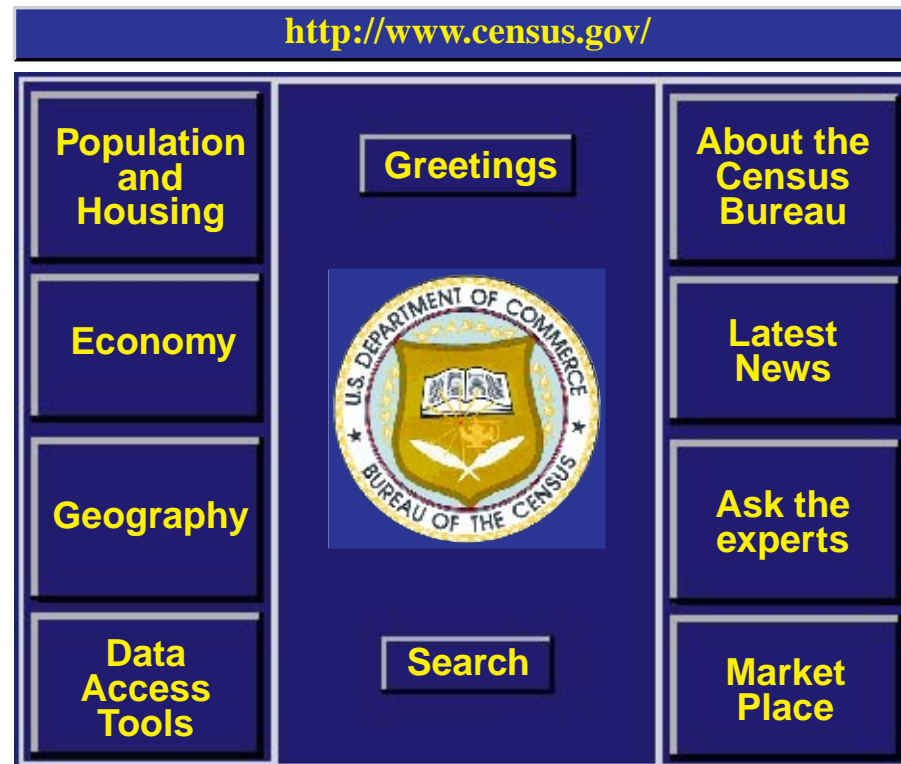 http://www.census.gov/
Population
and
Housing
Economy
Geography
Data
Access
Tools
Greetings
U.S. DEPARTMENT OF COMMERCE
BUREAU OF THE CENSUS
Search
About the
Census
Bureau
Latest
News
Ask the
experts
Market
Place